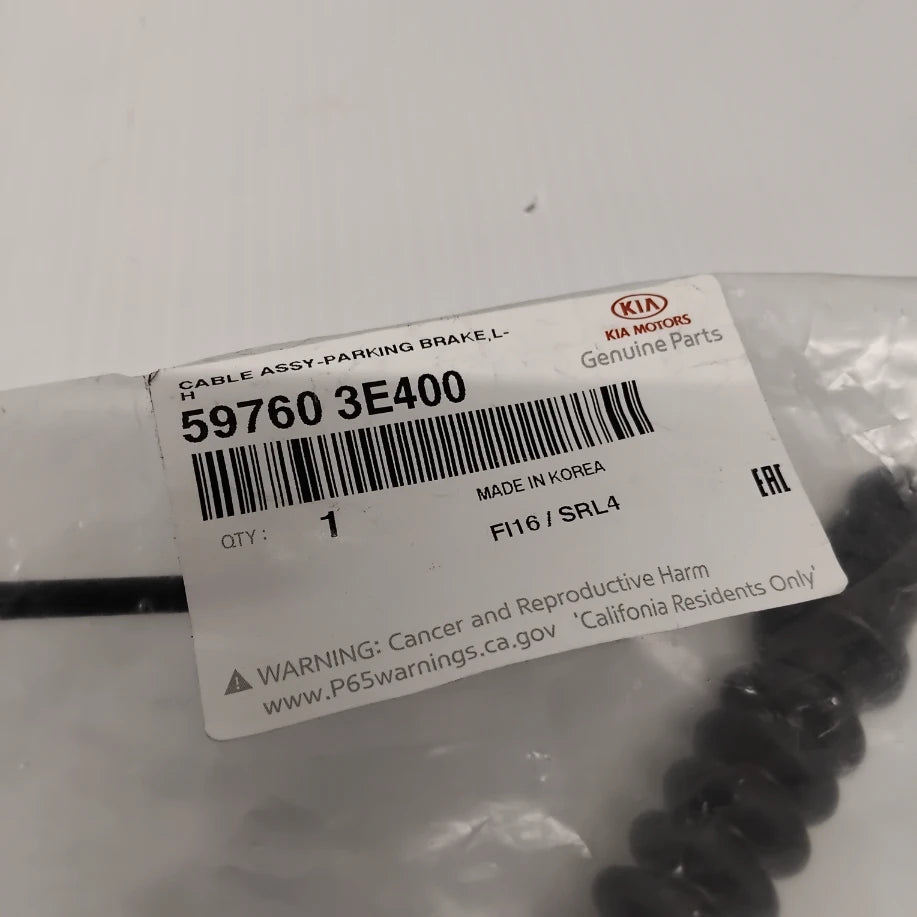 KIA
KIA MOTORS
Genuine Parts
CABLE ASSY-PARKING BRAKE,L-
H
59760 3E400
MADE IN KOREA
EAC
QTY : 1
FI16 / SRL4
WARNING: Cancer and Reproductive Harm
www.P65warnings.ca.gov 'Califonia Residents Only'